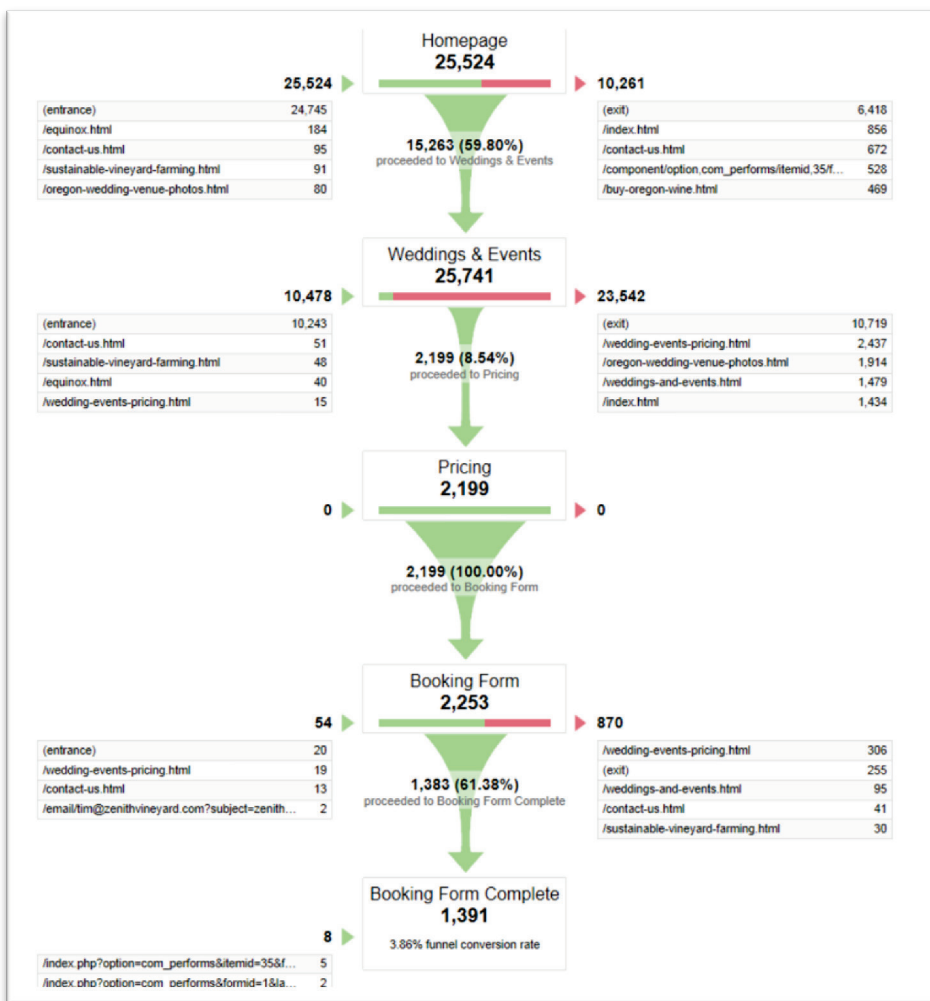 Homepage
25,524
25,524
10,261
(entrance) 24,745
/equinox.html 184
/contact-us.html 95
/sustainable-vineyard-farming.html 91
/oregon-wedding-venue-photos.html 80
15,263 (59.80%)
proceeded to Weddings & Events
(exit) 6,418
/index.html 856
/contact-us.html 672
/component/option,com_performs/itemid,35/f... 528
/buy-oregon-wine.html 469
Weddings & Events
25,741
10,478
23,542
(entrance) 10,243
/contact-us.html 51
/sustainable-vineyard-farming.html 48
/equinox.html 40
/wedding-events-pricing.html 15
2,199 (8.54%)
proceeded to Pricing
(exit) 10,719
/wedding-events-pricing.html 2,437
/oregon-wedding-venue-photos.html 1,914
/weddings-and-events.html 1,479
/index.html 1,434
Pricing
2,199
0
0
2,199 (100.00%)
proceeded to Booking Form
Booking Form
2,253
54
870
(entrance) 20
/wedding-events-pricing.html 19
/contact-us.html 13
/email/tim@zenithvineyard.com?subject=zenith... 2
1,383 (61.38%)
proceeded to Booking Form Complete
/wedding-events-pricing.html 306
(exit) 255
/weddings-and-events.html 95
/contact-us.html 41
/sustainable-vineyard-farming.html 30
Booking Form Complete
1,391
3.86% funnel conversion rate
8
/index.php?option=com_performs&itemid=35&f... 5
/index.php?option=com_performs&formid=1&la... 2